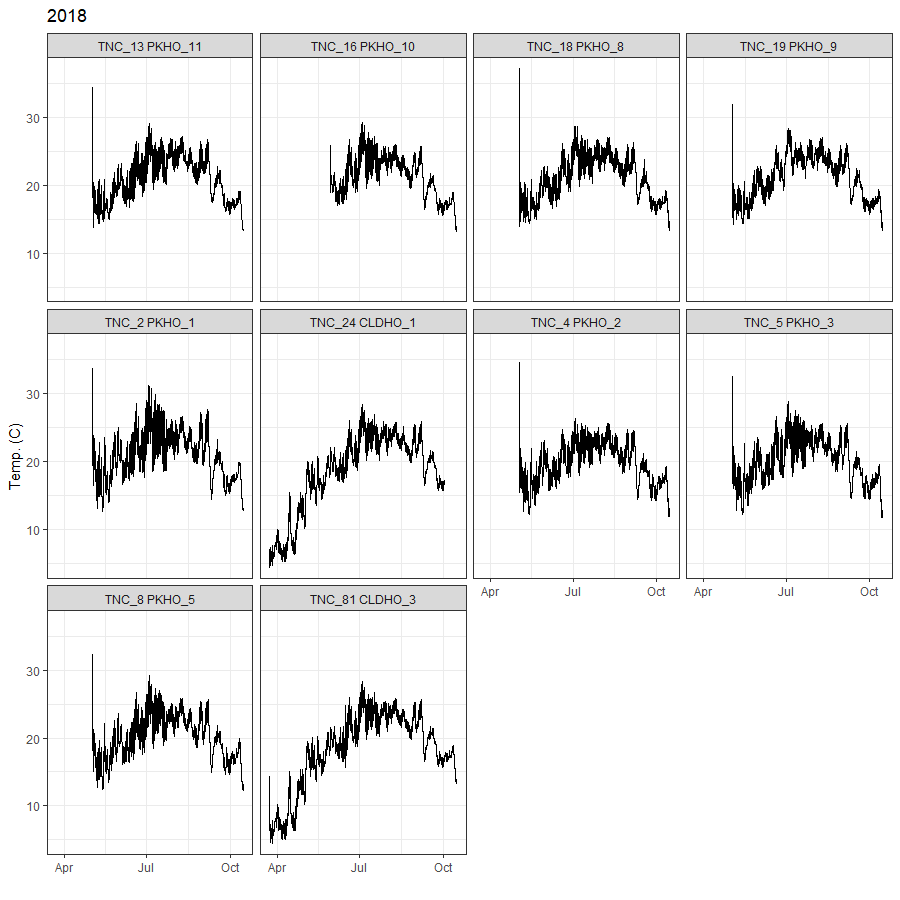 2018
TNC_13 PKHO_11
TNC_16 PKHO_10
TNC_18 PKHO_8
TNC_19 PKHO_9
30
20
10
TNC_2 PKHO_1
TNC_24 CLDHO_1
TNC_4 PKHO_2
TNC_5 PKHO_3
Temp. (C)
30
20
10
Apr Jul Oct
Apr Jul Oct
TNC_8 PKHO_5
TNC_81 CLDHO_3
30
20
10
Apr Jul Oct
Apr Jul Oct